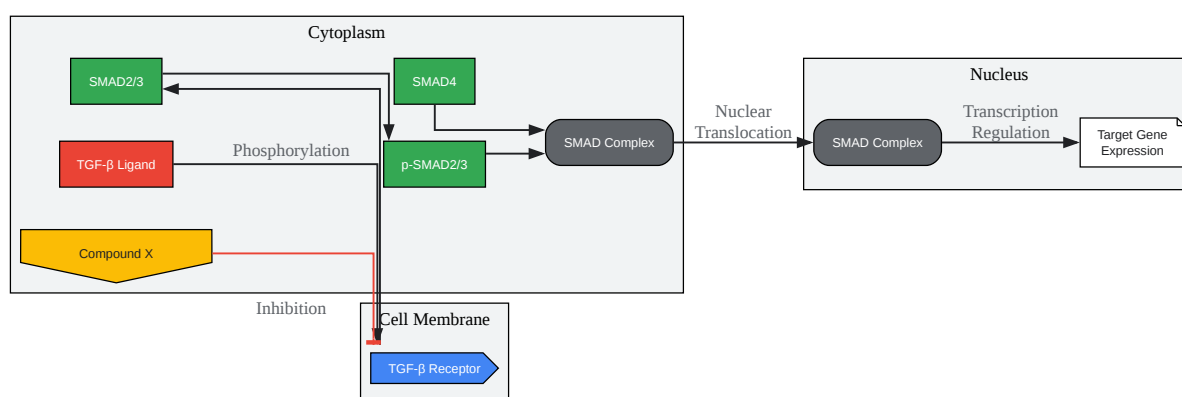 Cytoplasm
SMAD2/3
SMAD4
TGF-β Ligand
Phosphorylation
p-SMAD2/3
SMAD Complex
Compound X
Inhibition
Cell Membrane
TGF-β Receptor
Nuclear
Translocation
Nucleus
SMAD Complex
Transcription
Regulation
Target Gene
Expression